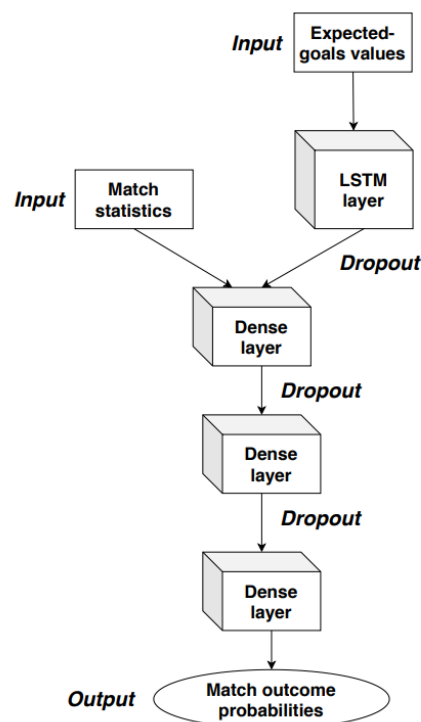 Input
Expected-
goals values
LSTM
layer
Input
Match
statistics
Dropout
Dense
layer
Dropout
Dense
layer
Dropout
Dense
layer
Output
Match outcome
probabilities